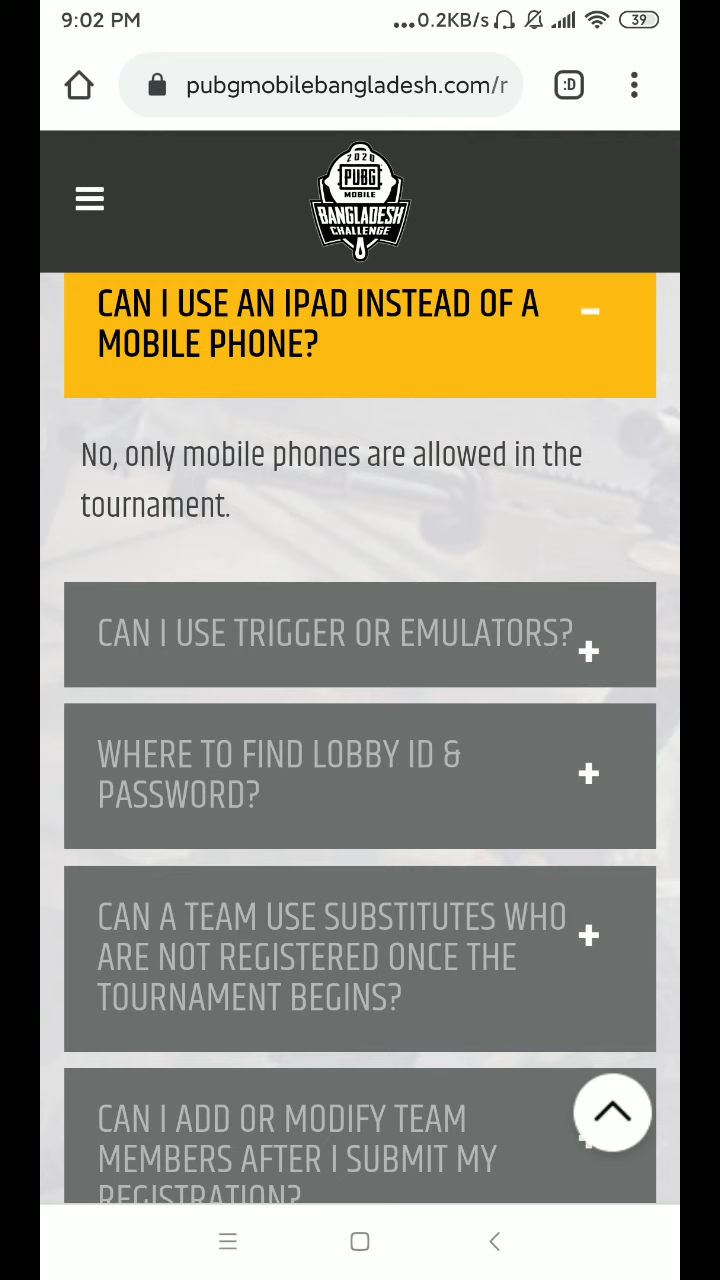 9:02 PM
...0.2KB/s
39
pubgmobilebangladesh.com/r
:D
2020
PUBG
MOBILE
BANGLADESH
CHALLENGE
CAN I USE AN IPAD INSTEAD OF A
MOBILE PHONE?
No, only mobile phones are allowed in the
tournament.
CAN I USE TRIGGER OR EMULATORS?
WHERE TO FIND LOBBY ID &
PASSWORD?
CAN A TEAM USE SUBSTITUTES WHO
ARE NOT REGISTERED ONCE THE
TOURNAMENT BEGINS?
CAN I ADD OR MODIFY TEAM
MEMBERS AFTER I SUBMIT MY
REGISTRATION?